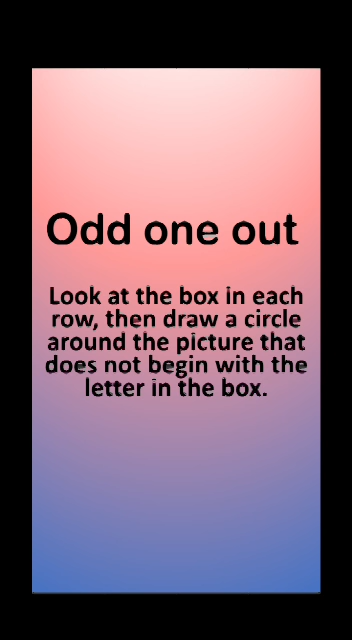 Odd one out
Look at the box in each
row, then draw a circle
around the picture that
does not begin with the
letter in the box.